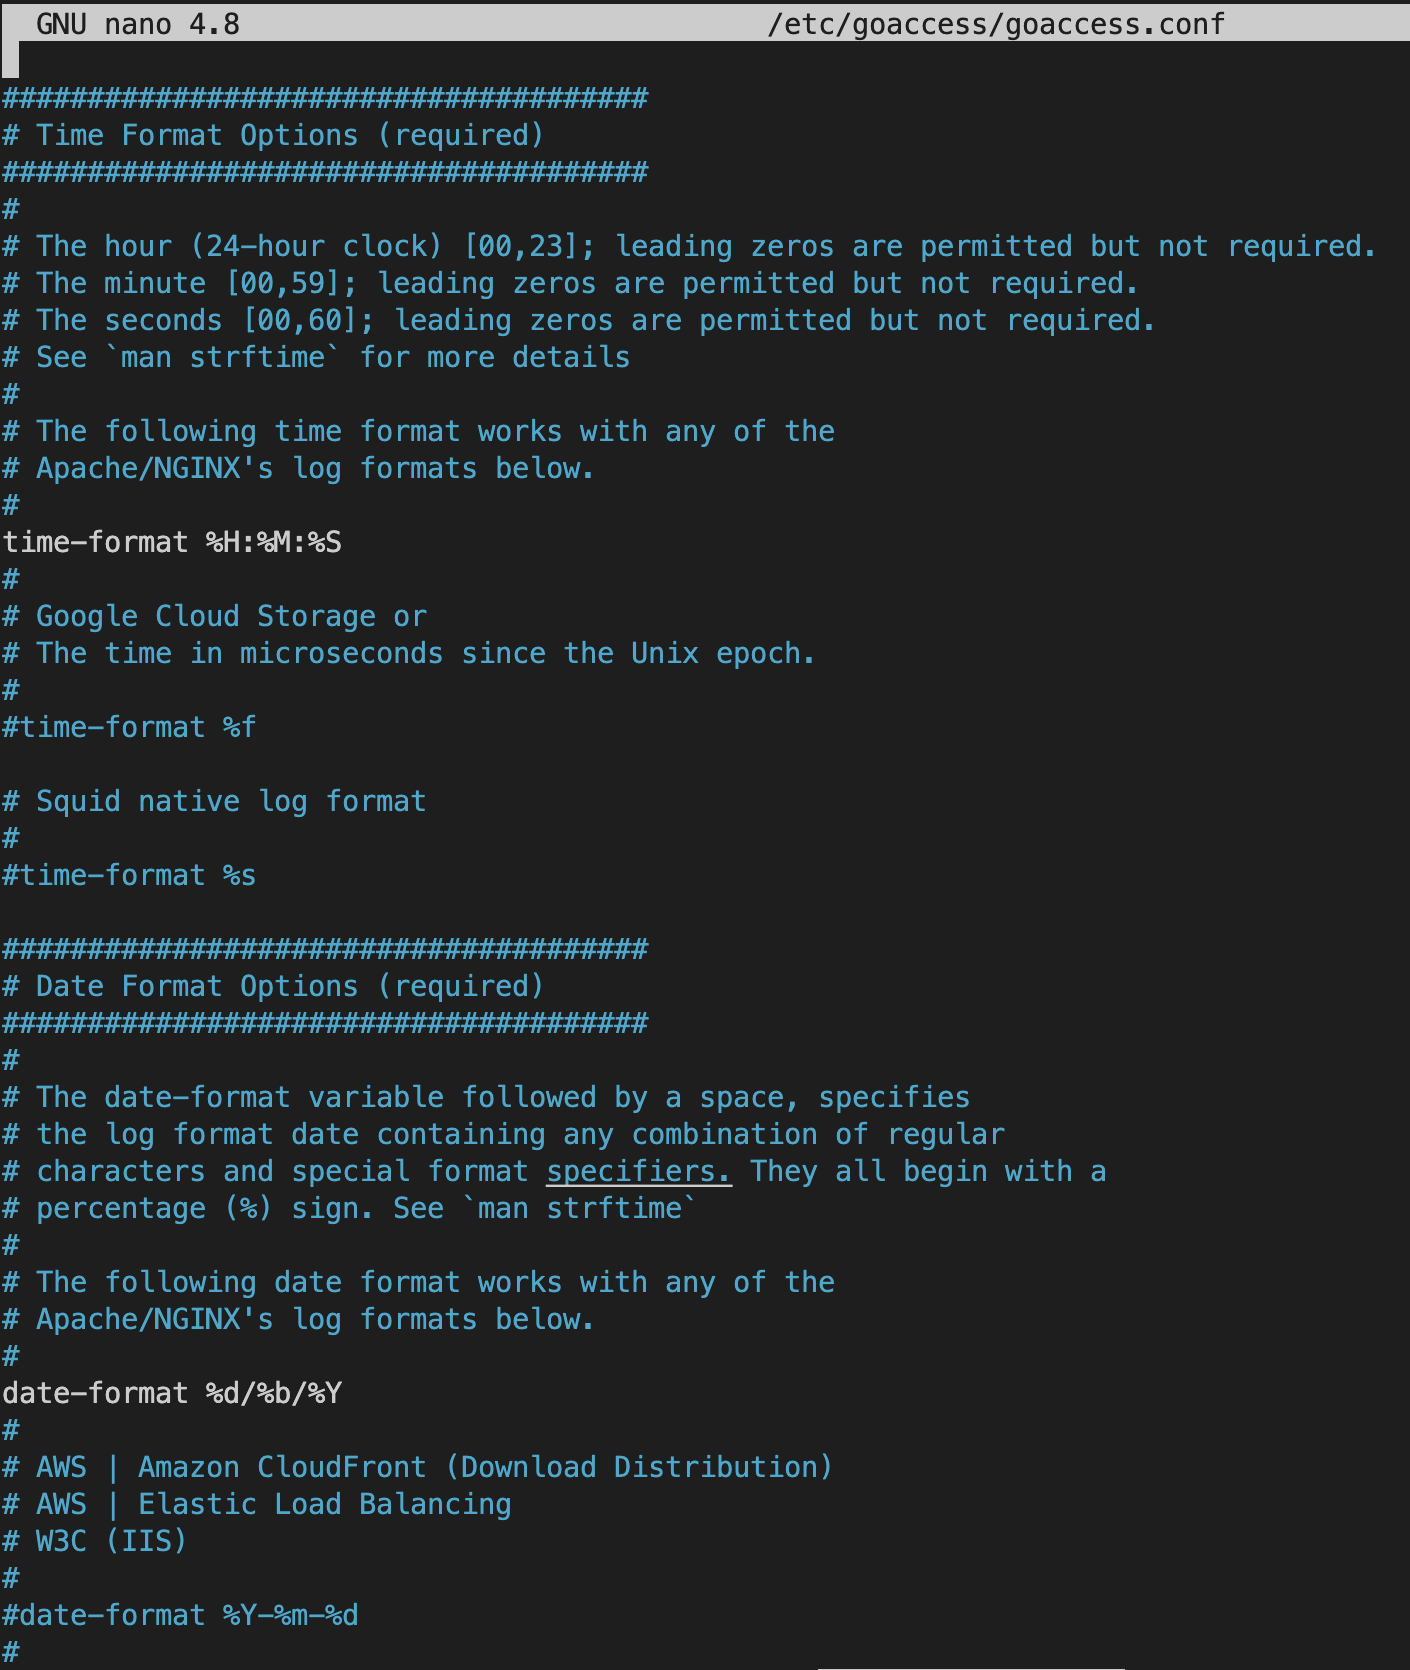 GNU nano 4.8 /etc/goaccess/goaccess.conf
######################################
# Time Format Options (required)
######################################
#
# The hour (24-hour clock) [00,23]; leading zeros are permitted but not required.
# The minute [00,59]; leading zeros are permitted but not required.
# The seconds [00,60]; leading zeros are permitted but not required.
# See `man strftime` for more details
#
# The following time format works with any of the
# Apache/NGINX's log formats below.
#
time-format %H:%M:%S
#
# Google Cloud Storage or
# The time in microseconds since the Unix epoch.
#
#time-format %f
# Squid native log format
#
#time-format %s
######################################
# Date Format Options (required)
######################################
#
# The date-format variable followed by a space, specifies
# the log format date containing any combination of regular
# characters and special format specifiers. They all begin with a
# percentage (%) sign. See `man strftime`
#
# The following date format works with any of the
# Apache/NGINX's log formats below.
#
date-format %d/%b/%Y
#
# AWS | Amazon CloudFront (Download Distribution)
# AWS | Elastic Load Balancing
# W3C (IIS)
#
#date-format %Y-%m-%d
#